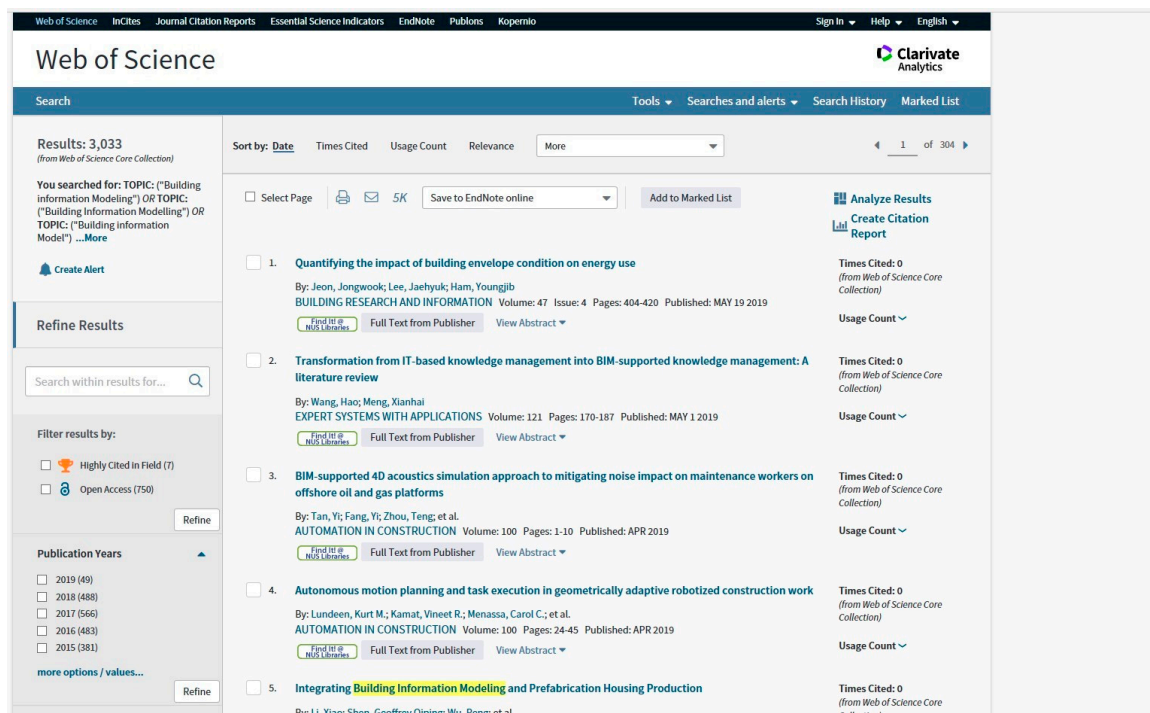 Web of Science InCites Journal Citation Reports Essential Science Indicators EndNote Publons Kopernio Sign In Help English
Web of Science
Clarivate
Analytics
Search Tools Searches and alerts Search History Marked List
Results: 3,033
(from Web of Science Core Collection)
You searched for: TOPIC: ("Building
information Modeling") OR TOPIC:
("Building Information Modelling") OR
TOPIC: ("Building information
Model") ...More
Create Alert
Refine Results
Search within results for...
Filter results by:
Highly Cited in Field (7)
Open Access (750)
Refine
Publication Years
2019 (49)
2018 (488)
2017 (566)
2016 (483)
2015 (381)
more options / values...
Refine
Sort by: Date Times Cited Usage Count Relevance More
1 of 304
Select Page 5K Save to EndNote online Add to Marked List
Analyze Results
Create Citation
Report
1. Quantifying the impact of building envelope condition on energy use
By: Jeon, Jongwook; Lee, Jaehyuk; Ham, Youngjib
BUILDING RESEARCH AND INFORMATION Volume: 47 Issue: 4 Pages: 404-420 Published: MAY 19 2019
Find It! @
NUS Libraries
Full Text from Publisher View Abstract
Times Cited: 0
(from Web of Science Core
Collection)
Usage Count
2. Transformation from IT-based knowledge management into BIM-supported knowledge management: A
literature review
By: Wang, Hao; Meng, Xianhai
EXPERT SYSTEMS WITH APPLICATIONS Volume: 121 Pages: 170-187 Published: MAY 1 2019
Find It! @
NUS Libraries
Full Text from Publisher View Abstract
Times Cited: 0
(from Web of Science Core
Collection)
Usage Count
3. BIM-supported 4D acoustics simulation approach to mitigating noise impact on maintenance workers on
offshore oil and gas platforms
By: Tan, Yi; Fang, Yi; Zhou, Teng; et al.
AUTOMATION IN CONSTRUCTION Volume: 100 Pages: 1-10 Published: APR 2019
Find It! @
NUS Libraries
Full Text from Publisher View Abstract
Times Cited: 0
(from Web of Science Core
Collection)
Usage Count
4. Autonomous motion planning and task execution in geometrically adaptive robotized construction work
By: Lundeen, Kurt M.; Kamat, Vineet R.; Menassa, Carol C.; et al.
AUTOMATION IN CONSTRUCTION Volume: 100 Pages: 24-45 Published: APR 2019
Find It! @
NUS Libraries
Full Text from Publisher View Abstract
Times Cited: 0
(from Web of Science Core
Collection)
Usage Count
5. Integrating Building Information Modeling and Prefabrication Housing Production
By: Li, Xiao; Shen, Geoffrey Qiping; Wu, Peng; et al.
Times Cited: 0
(from Web of Science Core